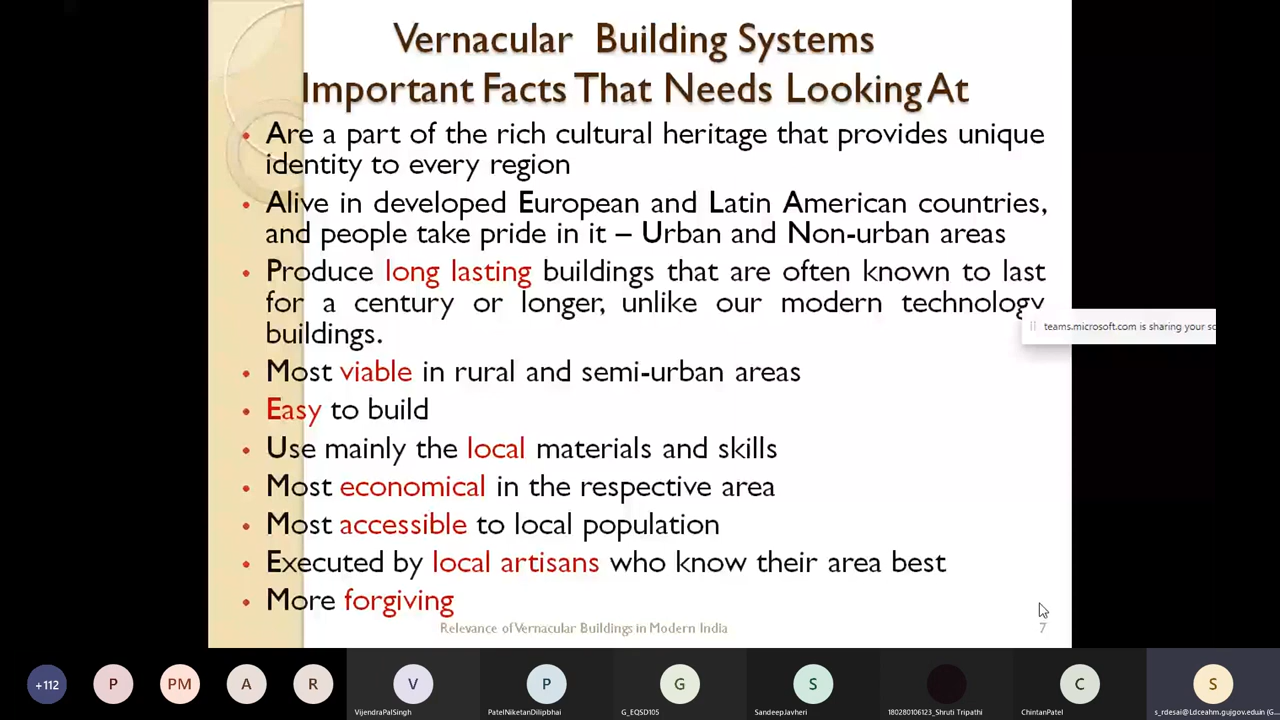 Vernacular Building Systems
Important Facts That Needs Looking At
• Are a part of the rich cultural heritage that provides unique
identity to every region
• Alive in developed European and Latin American countries,
and people take pride in it – Urban and Non-urban areas
• Produce long lasting buildings that are often known to last
for a century or longer, unlike our modern technology
buildings.
teams.microsoft.com is sharing your sc
• Most viable in rural and semi-urban areas
• Easy to build
• Use mainly the local materials and skills
• Most economical in the respective area
• Most accessible to local population
• Executed by local artisans who know their area best
• More forgiving
Relevance of Vernacular Buildings in Modern India 7
+112 P PM A R V P G S C S
VijendraPalSingh PatelNiketanDilipbhai G_EQSD105 SandeepJavheri 180280106123_Shruti Tripathi ChintanPatel s_rdesai@Ldceahm.gujgov.eduin (G